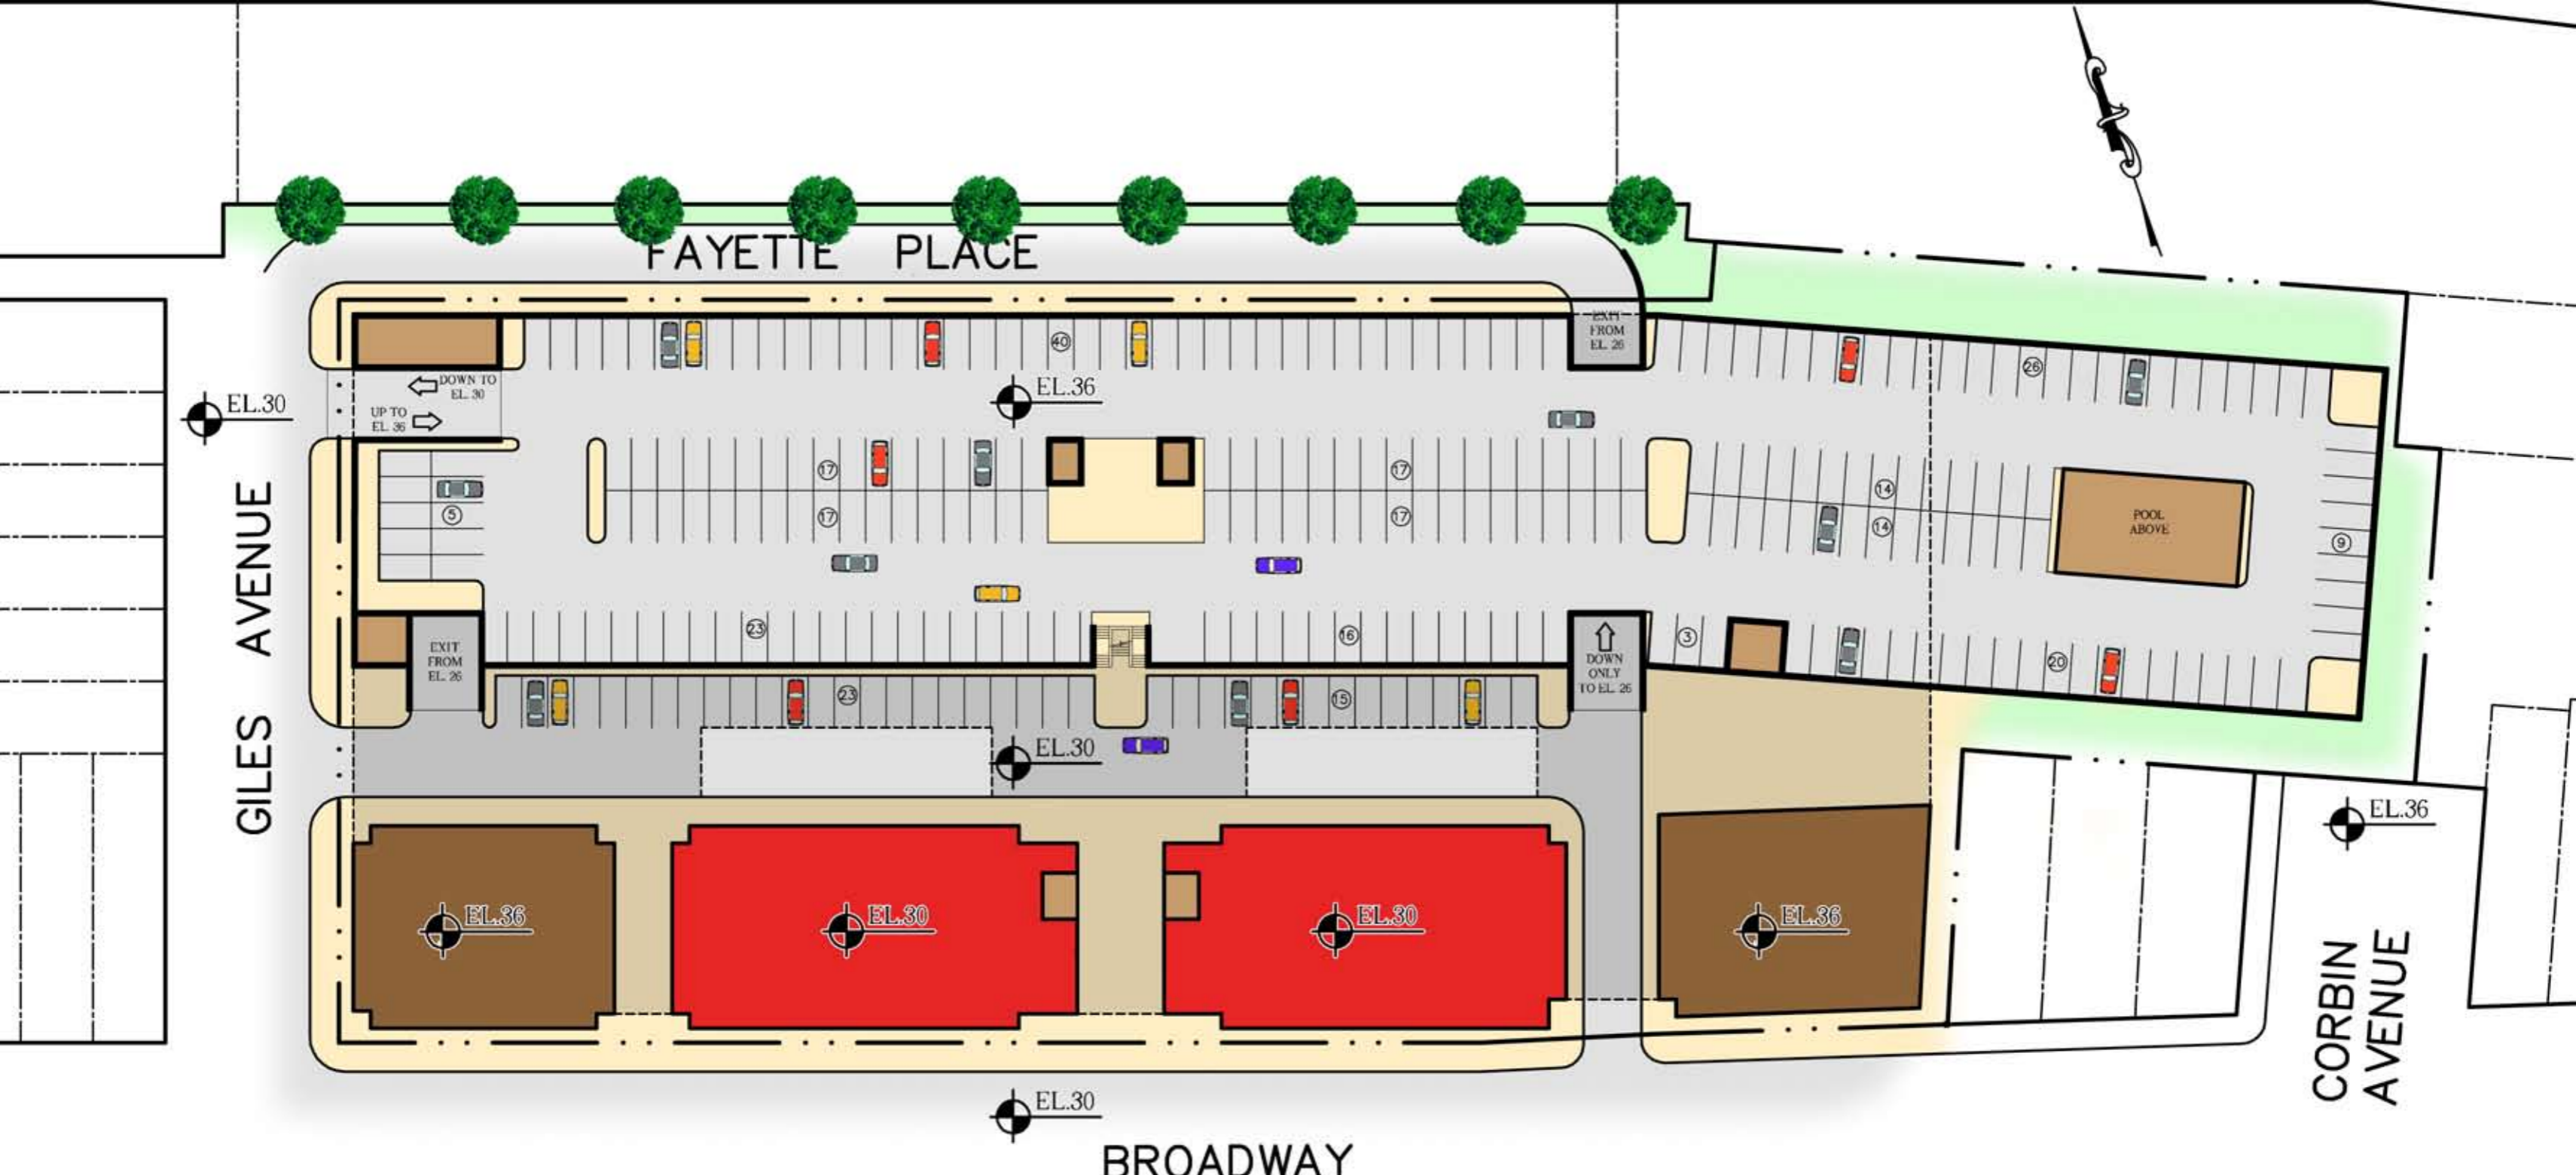 FAYETTE PLACE
EXIT
FROM
EL. 26
40
26
DOWN TO
EL. 30
UP TO
EL. 36
EL.30
EL.36
17
17
14
5
17
17
14
POOL
ABOVE
9
GILES AVENUE
23
16
3
20
EXIT
FROM
EL. 26
DOWN
ONLY
TO EL. 26
23
15
EL.30
EL.36
EL.36
EL.30
EL.30
EL.36
CORBIN
AVENUE
EL.30
BROADWAY